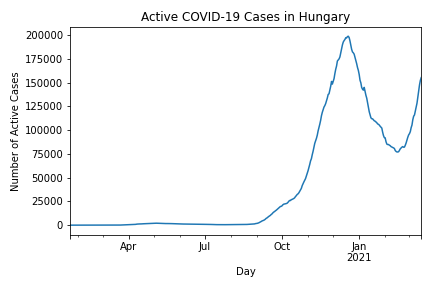 Active COVID-19 Cases in Hungary
Number of Active Cases
200000
175000
150000
125000
100000
75000
50000
25000
0
Apr
Jul
Oct
Jan
2021
Day